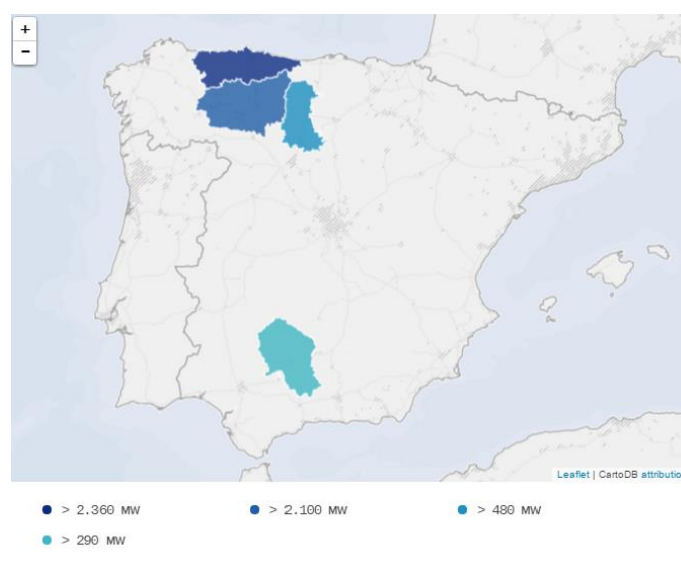 +
−
Leaflet | CartoDB attributio
> 2.360 MW
> 2.100 MW
> 480 MW
> 290 MW